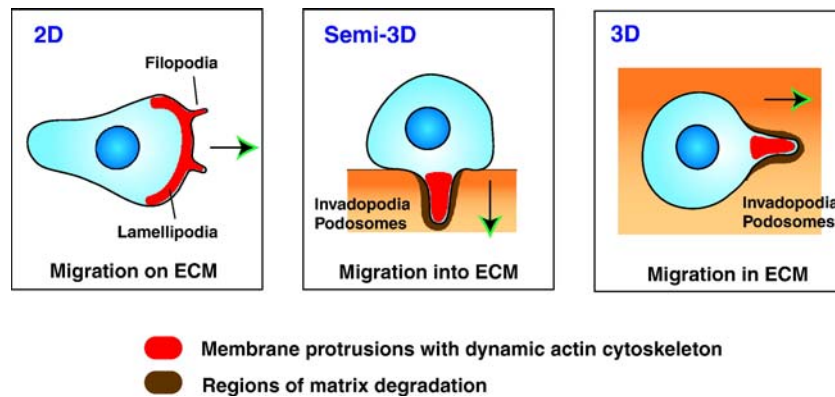 2D
Filopodia
Lamellipodia
Migration on ECM
Semi-3D
Invadopodia
Podosomes
Migration into ECM
3D
Invadopodia
Podosomes
Migration in ECM
Membrane protrusions with dynamic actin cytoskeleton
Regions of matrix degradation